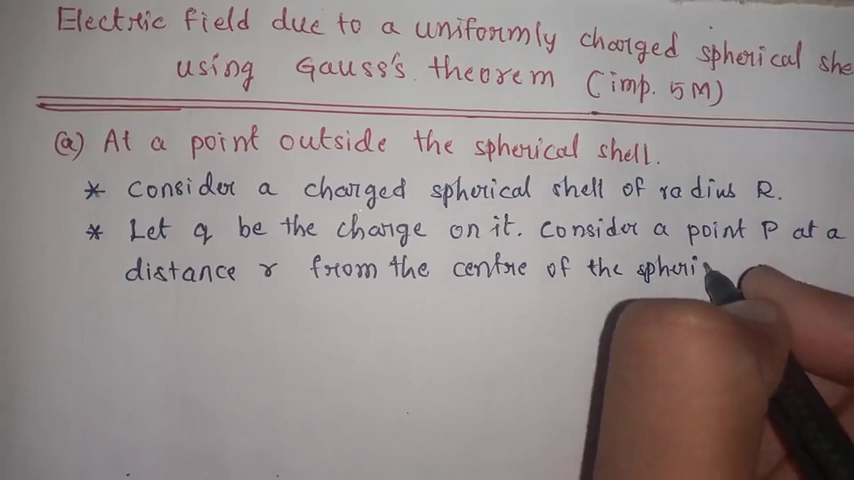 Electric field due to a uniformly charged spherical she
using Gauss's theorem (imp. 5M)
(a) At a point outside the spherical shell.
* Consider a charged spherical shell of radius R.
* Let q be the charge on it. Consider a point P at a
distance r from the centre of the spheri